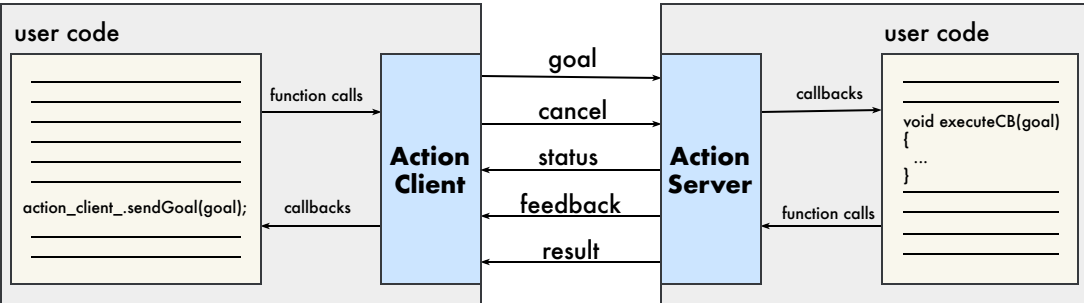 user code
function calls
action_client_.sendGoal(goal);
callbacks
Action
Client
goal
cancel
status
feedback
result
Action
Server
user code
callbacks
void executeCB(goal)
{
...
}
function calls